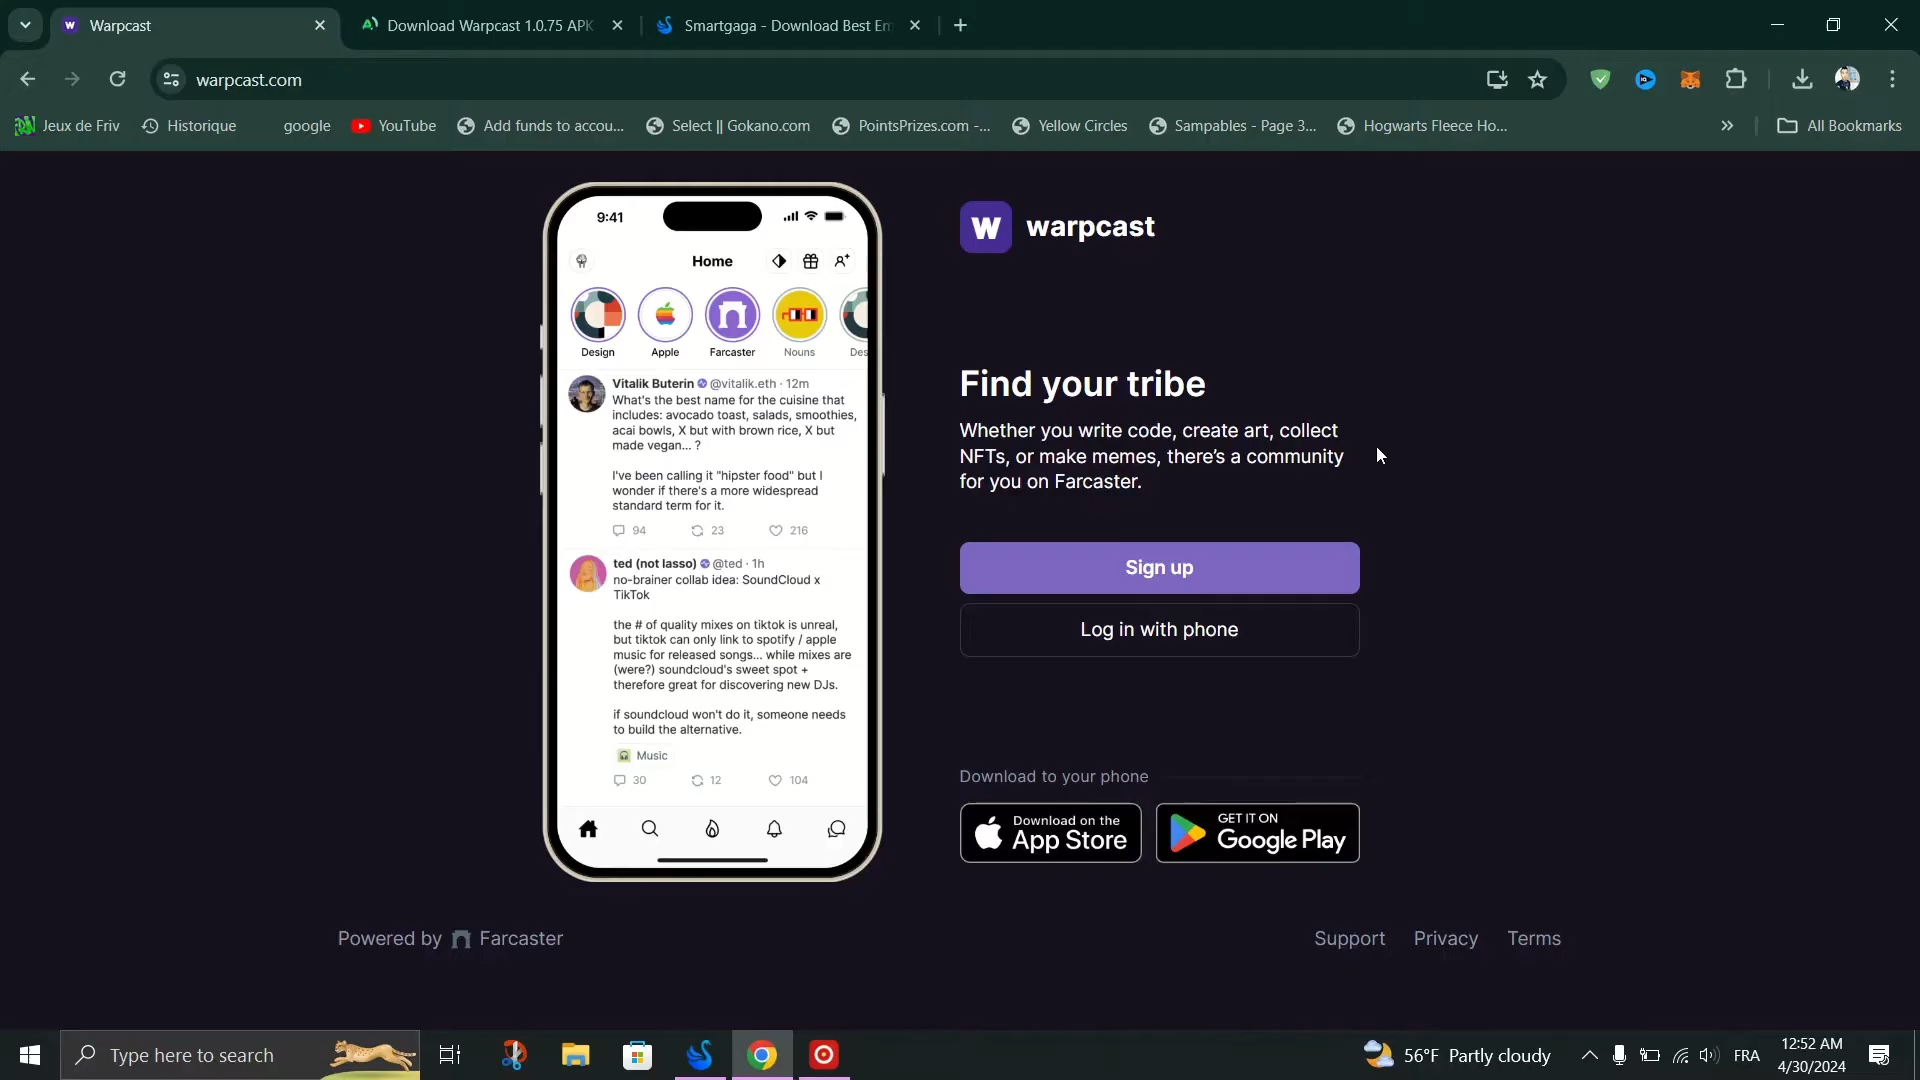 Warpcast
Download Warpcast 1.0.75 APK
Smartgaga - Download Best Em
warpcast.com
Jeux de Friv
Historique
google
YouTube
Add funds to accou...
Select || Gokano.com
PointsPrizes.com -...
Yellow Circles
Sampables - Page 3...
Hogwarts Fleece Ho...
All Bookmarks
9:41
Home
Design
Apple
Farcaster
Nouns
Des
Vitalik Buterin @vitalik.eth · 12m
What's the best name for the cuisine that
includes: avocado toast, salads, smoothies,
acai bowls, X but with brown rice, X but
made vegan... ?
I've been calling it "hipster food" but I
wonder if there's a more widespread
standard term for it.
94 23 216
ted (not lasso) @ted · 1h
no-brainer collab idea: SoundCloud x
TikTok
the # of quality mixes on tiktok is unreal,
but tiktok can only link to spotify / apple
music for released songs... while mixes are
(were?) soundcloud's sweet spot +
therefore great for discovering new DJs.
if soundcloud won't do it, someone needs
to build the alternative.
Music
30 12 104
W warpcast
Find your tribe
Whether you write code, create art, collect
NFTs, or make memes, there's a community
for you on Farcaster.
Sign up
Log in with phone
Download to your phone
Download on the
App Store
GET IT ON
Google Play
Powered by Farcaster
Support Privacy Terms
Type here to search
56°F Partly cloudy
FRA
12:52 AM
4/30/2024